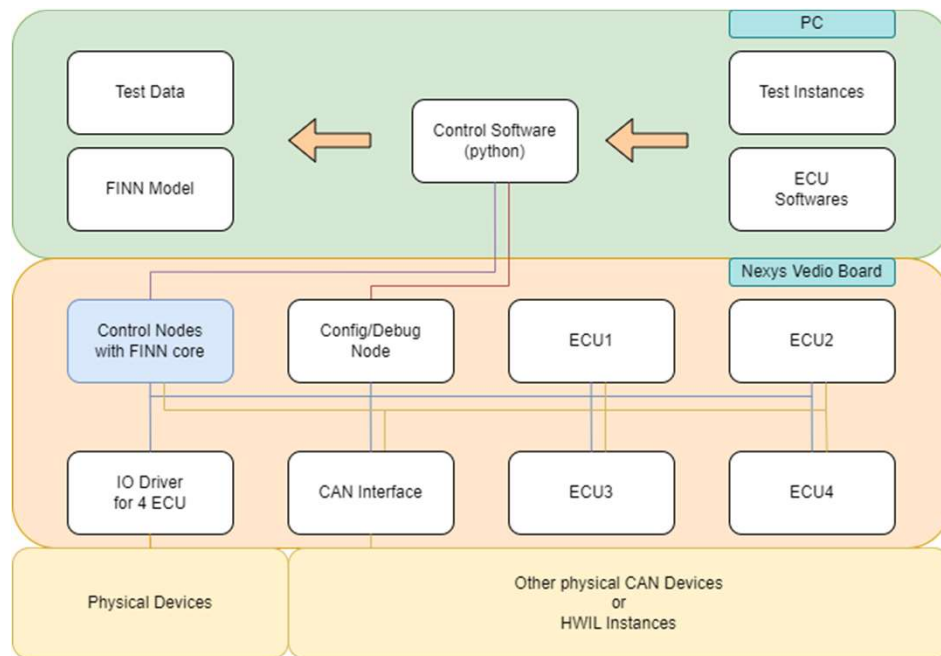 PC
Test Data
Test Instances
Control Software
(python)
FINN Model
ECU
Softwares
Nexys Vedio Board
Control Nodes
with FINN core
Config/Debug
Node
ECU1
ECU2
IO Driver
for 4 ECU
CAN Interface
ECU3
ECU4
Physical Devices
Other physical CAN Devices
or
HWIL Instances